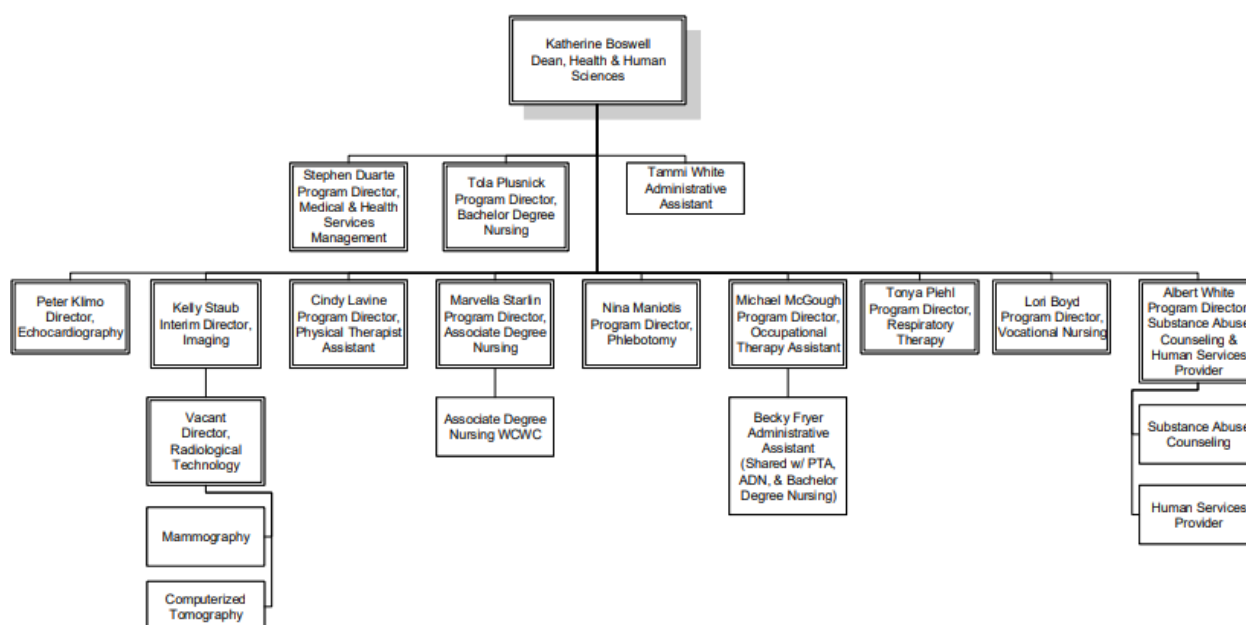 Katherine Boswell
Dean, Health & Human
Sciences
Stephen Duarte
Program Director,
Medical & Health
Services
Management
Tola Plusnick
Program Director,
Bachelor Degree
Nursing
Tammi White
Administrative
Assistant
Peter Klimo
Director,
Echocardiography
Kelly Staub
Interim Director,
Imaging
Cindy Lavine
Program Director,
Physical Therapist
Assistant
Marvella Starlin
Program Director,
Associate Degree
Nursing
Nina Maniotis
Program Director,
Phlebotomy
Michael McGough
Program Director,
Occupational
Therapy Assistant
Tonya Piehl
Program Director,
Respiratory
Therapy
Lori Boyd
Program Director,
Vocational Nursing
Albert White
Program Director
Substance Abuse
Counseling &
Human Services
Provider
Vacant
Director,
Radiological
Technology
Associate Degree
Nursing WCWC
Becky Fryer
Administrative
Assistant
(Shared w/ PTA,
ADN, & Bachelor
Degree Nursing)
Substance Abuse
Counseling
Mammography
Human Services
Provider
Computerized
Tomography